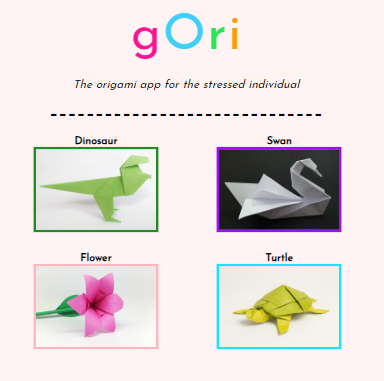 gOri
The origami app for the stressed individual
Dinosaur
Swan
Flower
Turtle